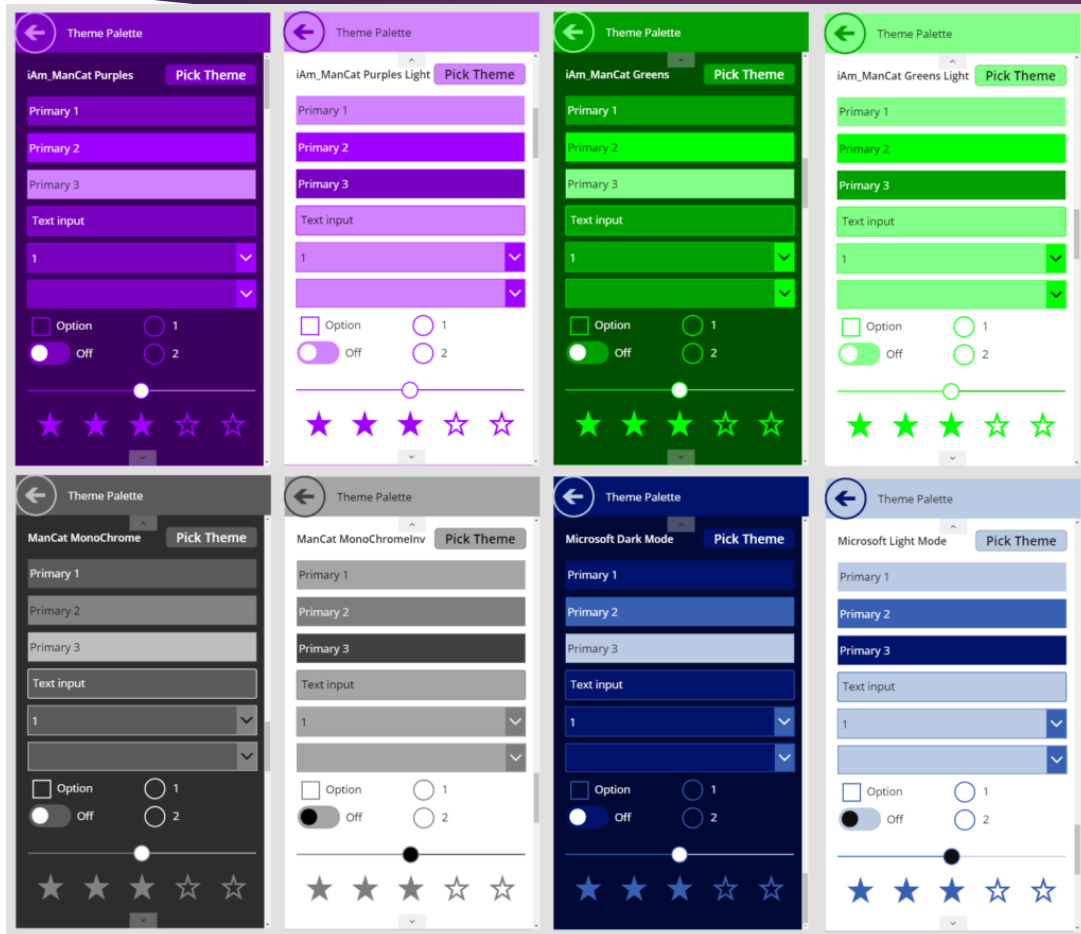 Theme Palette
iAm_ManCat Purples Pick Theme
Primary 1
Primary 2
Primary 3
Text input
1
Option 1
Off 2
Theme Palette
iAm_ManCat Purples Light Pick Theme
Primary 1
Primary 2
Primary 3
Text input
1
Option 1
Off 2
Theme Palette
iAm_ManCat Greens Pick Theme
Primary 1
Primary 2
Primary 3
Text input
1
Option 1
Off 2
Theme Palette
iAm_ManCat Greens Light Pick Theme
Primary 1
Primary 2
Primary 3
Text input
1
Option 1
Off 2
Theme Palette
ManCat MonoChrome Pick Theme
Primary 1
Primary 2
Primary 3
Text input
1
Option 1
Off 2
Theme Palette
ManCat MonoChromeInv Pick Theme
Primary 1
Primary 2
Primary 3
Text input
1
Option 1
Off 2
Theme Palette
Microsoft Dark Mode Pick Theme
Primary 1
Primary 2
Primary 3
Text input
1
Option 1
Off 2
Theme Palette
Microsoft Light Mode Pick Theme
Primary 1
Primary 2
Primary 3
Text input
1
Option 1
Off 2